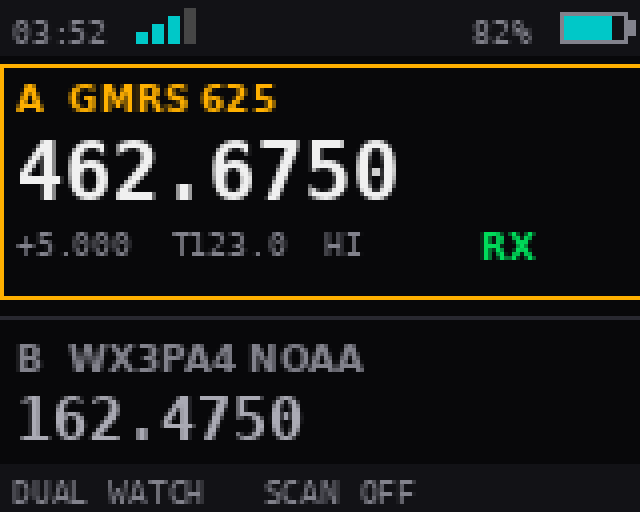 03:52 82%
A GMRS 625
462.6750
+5.000 T123.0 HI RX
B WX3PA4 NOAA
162.4750
DUAL WATCH SCAN OFF